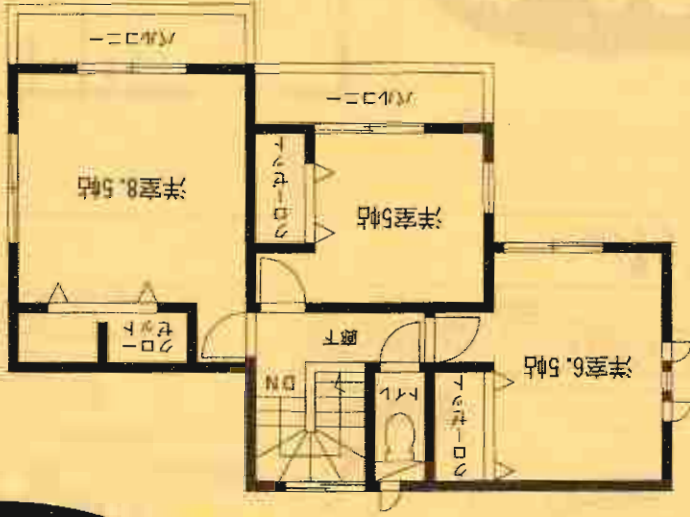 洋室6.5帖
クローゼット
トイレ
DN
廊下
クロー
ゼット
洋室5帖
クローゼット
洋室8.5帖
バルコニー
バルコニー